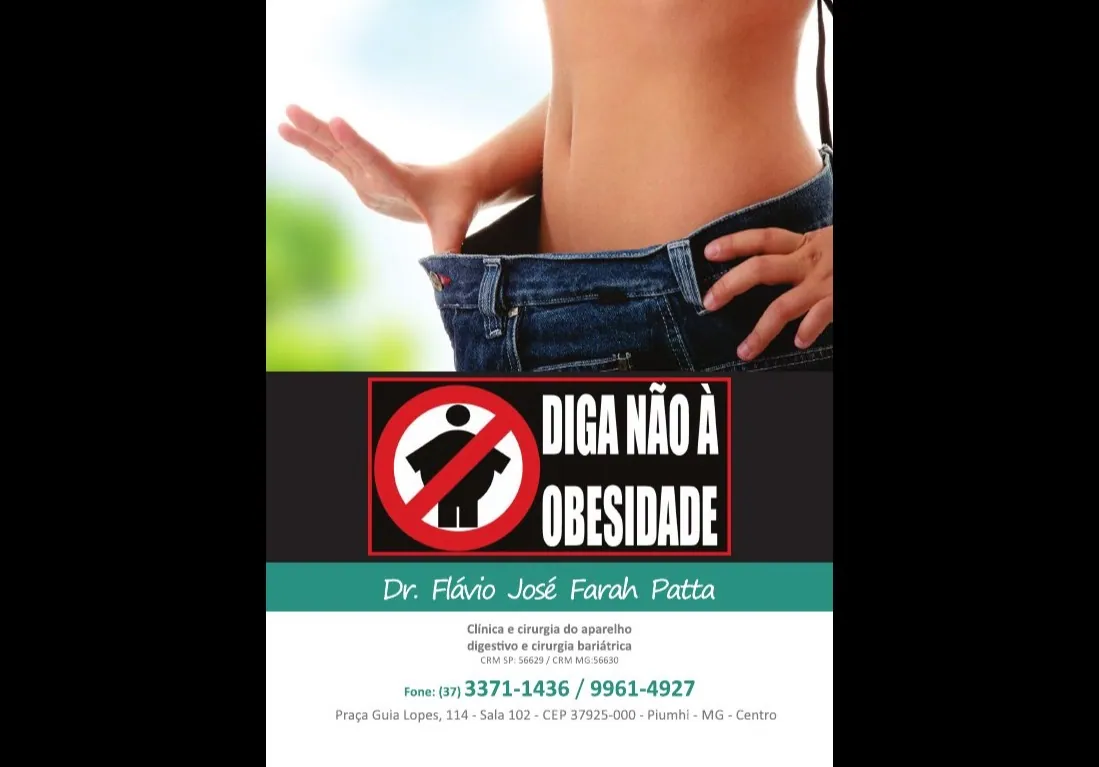 DIGA NÃO À
OBESIDADE
Dr. Flávio José Farah Patta
Clínica e cirurgia do aparelho
digestivo e cirurgia bariátrica
CRM SP: 56629 / CRM MG:56630
Fone: (37) 3371-1436 / 9961-4927
Praça Guia Lopes, 114 - Sala 102 - CEP 37925-000 - Piumhi - MG - Centro